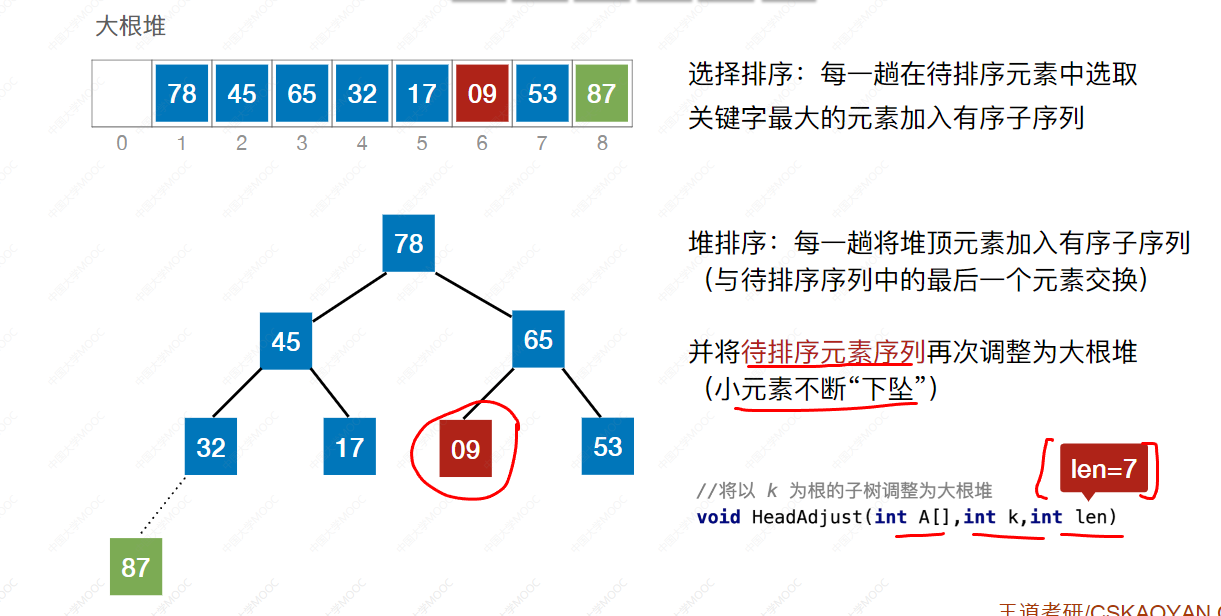 大根堆
78 45 65 32 17 09 53 87
0 1 2 3 4 5 6 7 8
选择排序：每一趟在待排序元素中选取
关键字最大的元素加入有序子序列
堆排序：每一趟将堆顶元素加入有序子序列
（与待排序序列中的最后一个元素交换）
并将待排序元素序列再次调整为大根堆
（小元素不断“下坠”）
78
45 65
32 17 09 53
87
len=7
//将以 k 为根的子树调整为大根堆
void HeadAdjust(int A[],int k,int len)
王道考研/CSKAOYAN.C